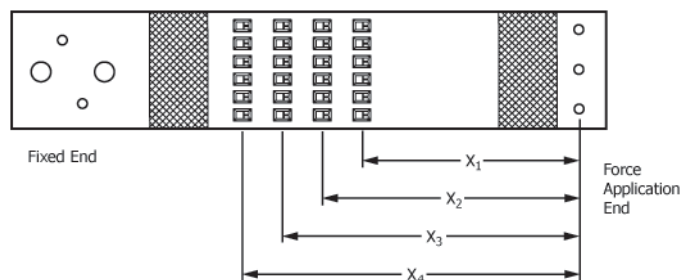 Fixed End
X1
X2
X3
X4
Force
Application
End